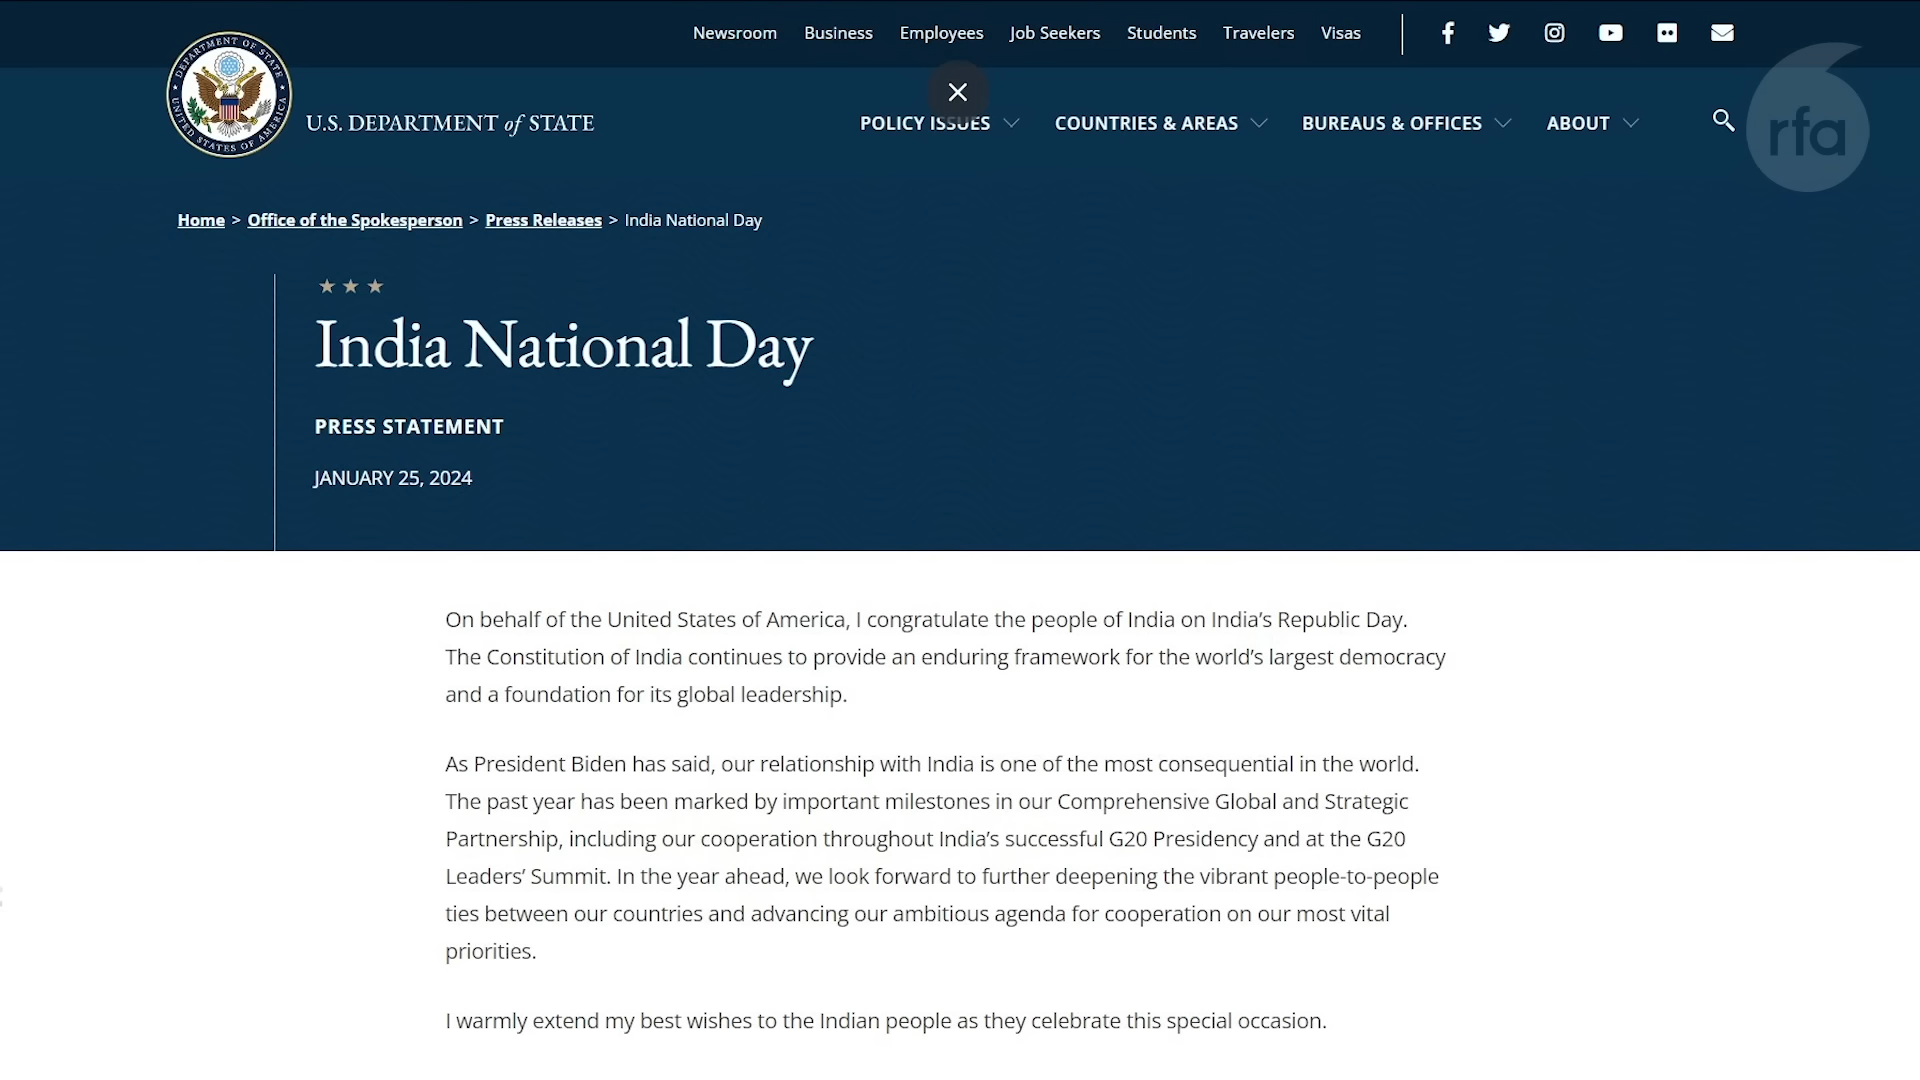 Newsroom Business Employees Job Seekers Students Travelers Visas
DEPARTMENT OF STATE
UNITED STATES OF AMERICA
U.S. DEPARTMENT of STATE
POLICY ISSUES COUNTRIES & AREAS BUREAUS & OFFICES ABOUT
rfa
Home > Office of the Spokesperson > Press Releases > India National Day
India National Day
PRESS STATEMENT
JANUARY 25, 2024
On behalf of the United States of America, I congratulate the people of India on India’s Republic Day.
The Constitution of India continues to provide an enduring framework for the world’s largest democracy
and a foundation for its global leadership.
As President Biden has said, our relationship with India is one of the most consequential in the world.
The past year has been marked by important milestones in our Comprehensive Global and Strategic
Partnership, including our cooperation throughout India’s successful G20 Presidency and at the G20
Leaders’ Summit. In the year ahead, we look forward to further deepening the vibrant people-to-people
ties between our countries and advancing our ambitious agenda for cooperation on our most vital
priorities.
I warmly extend my best wishes to the Indian people as they celebrate this special occasion.